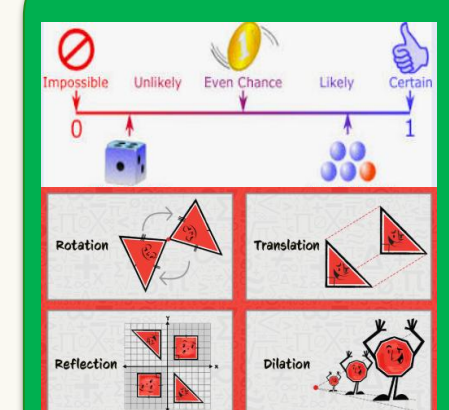 Impossible Unlikely Even Chance Likely Certain
0 1
Rotation
Translation
Reflection
Y
x
Dilation